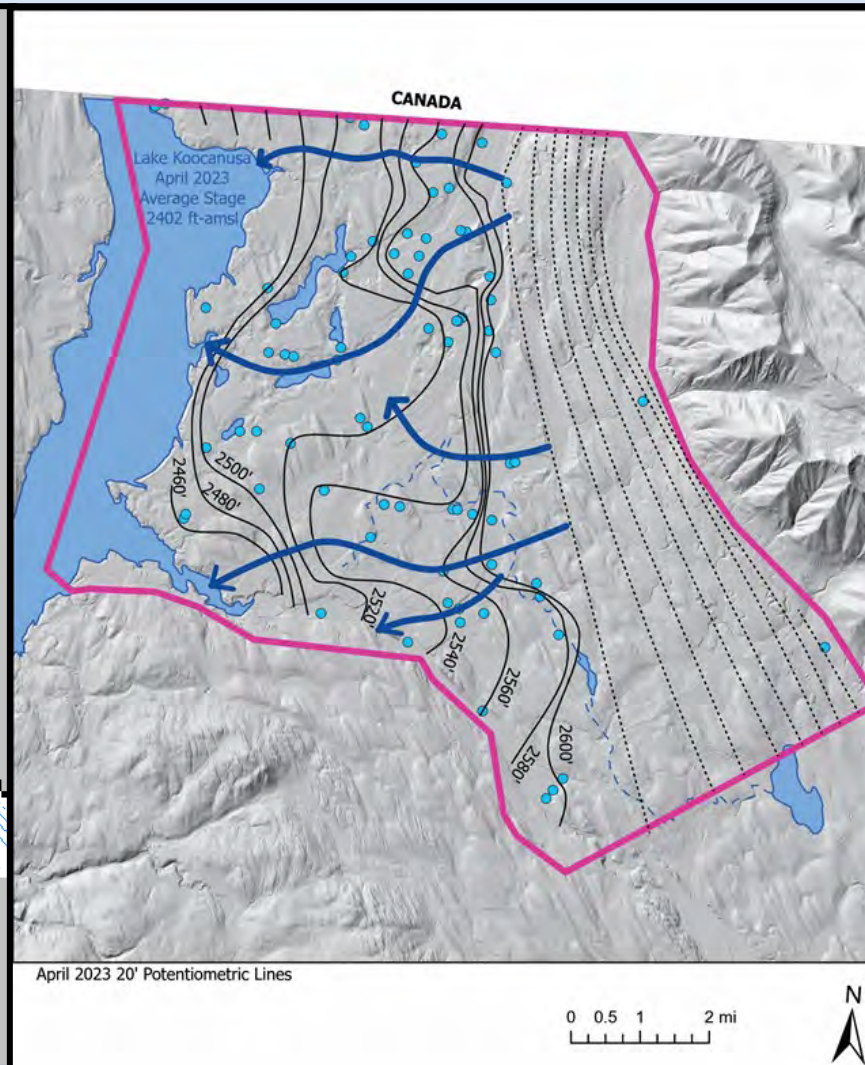 CANADA
Lake Koocanusa
April 2023
Average Stage
2402 ft-amsl
2460'
2500'
2480'
2520'
2540'
2560'
2580'
2600'
April 2023 20' Potentiometric Lines
0 0.5 1 2 mi
N